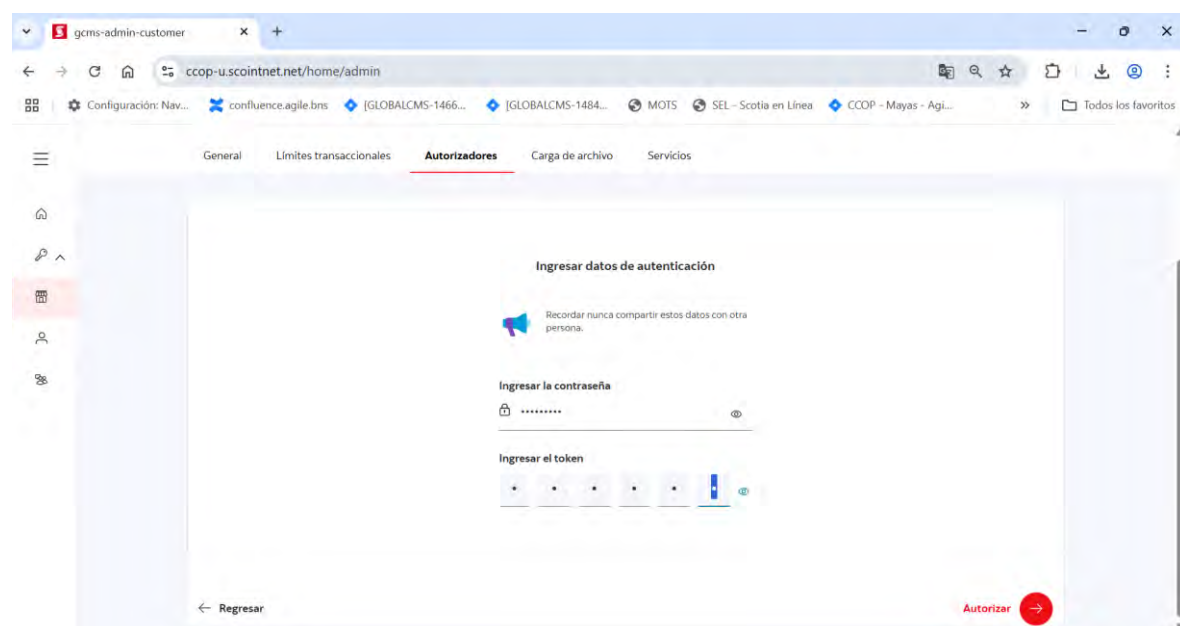 gcms-admin-customer
ccop-u.scointnet.net/home/admin
Configuración: Nav... confluence.agile.bns [GLOBALCMS-1466... [GLOBALCMS-1484... MOTS SEL - Scotia en Línea CCOP - Mayas - Agi... » Todos los favoritos
General Límites transaccionales Autorizadores Carga de archivo Servicios
Ingresar datos de autenticación
Recordar nunca compartir estos datos con otra
persona.
Ingresar la contraseña
Ingresar el token
Regresar Autorizar